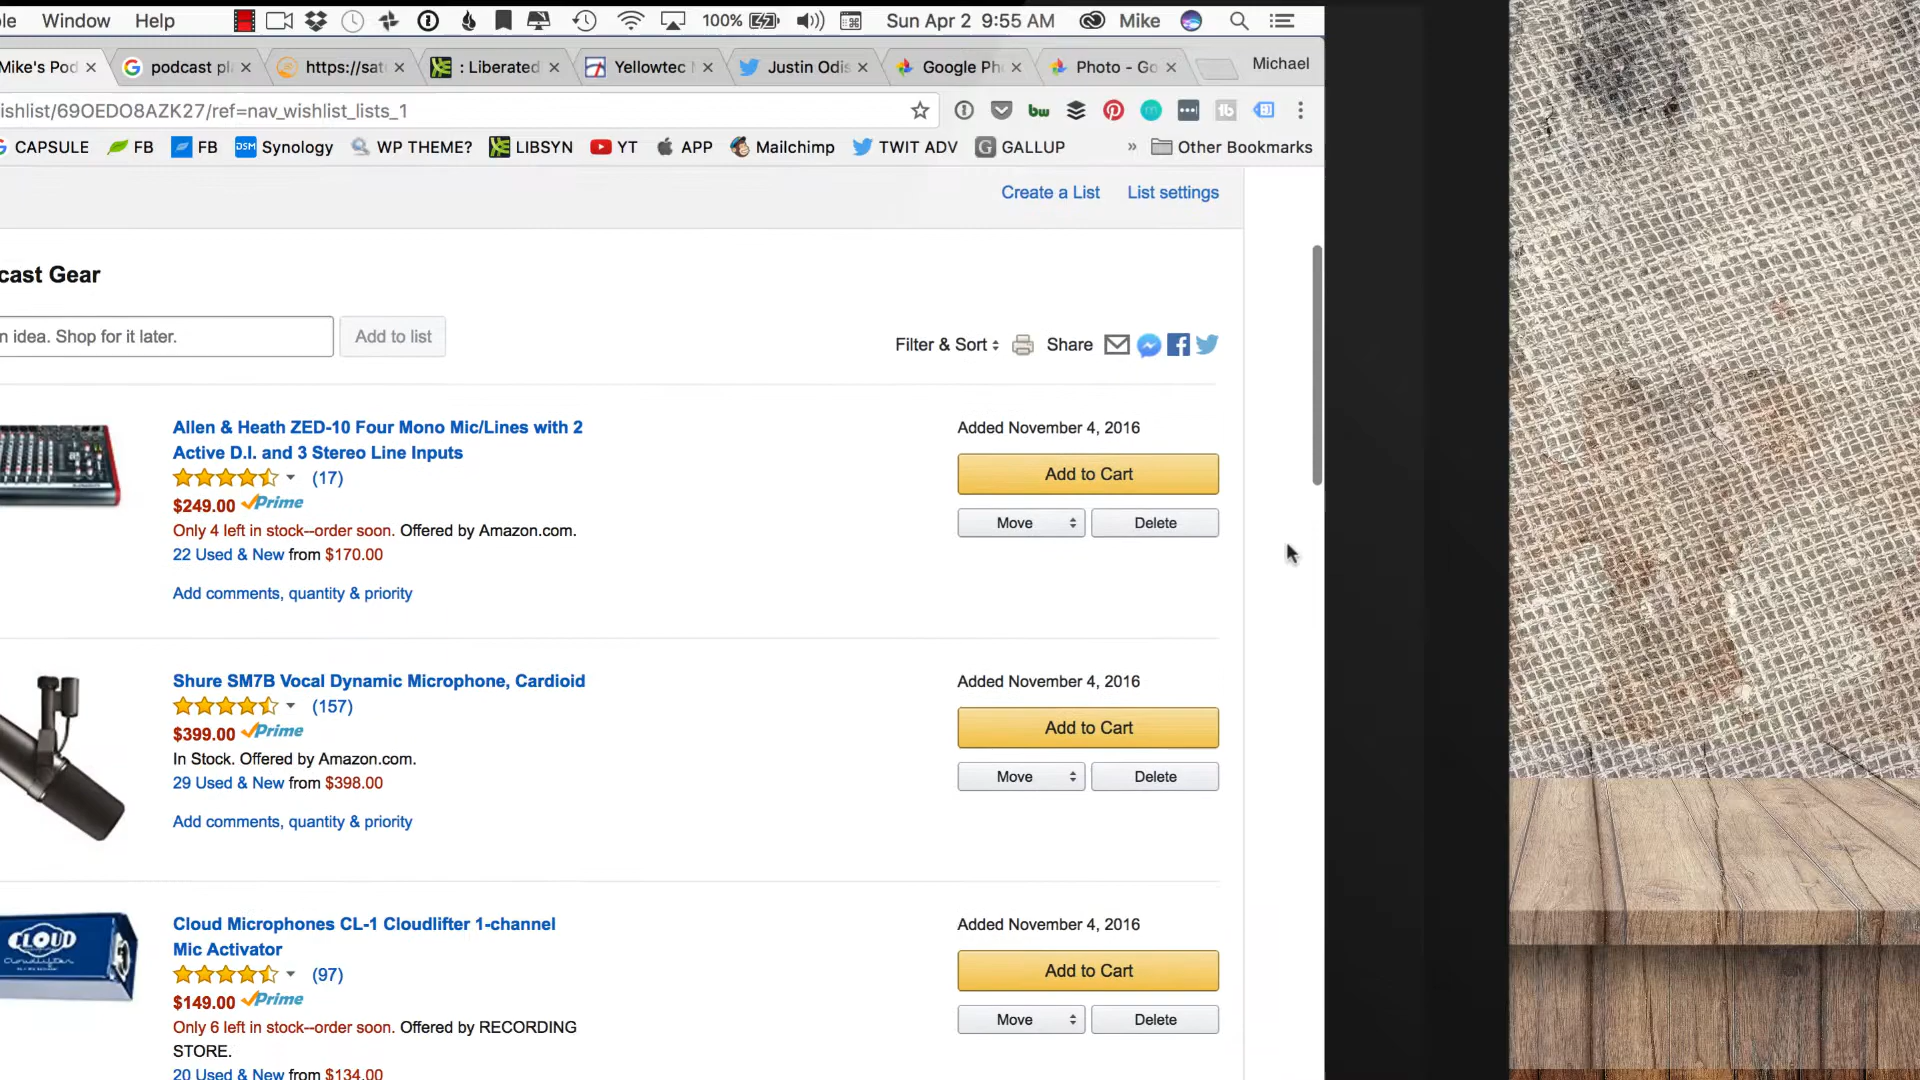 le Window Help 100% Sun Apr 2 9:55 AM Mike
Mike's Pod podcast pl https://sat : Liberated Yellowtec Justin Odis Google Ph Photo - Go Michael
ishlist/69OEDO8AZK27/ref=nav_wishlist_lists_1
CAPSULE FB FB DSM Synology WP THEME? LIBSYN YT APP Mailchimp TWIT ADV G GALLUP » Other Bookmarks
Create a List List settings
cast Gear
n idea. Shop for it later. Add to list
Filter & Sort Share
Allen & Heath ZED-10 Four Mono Mic/Lines with 2
Active D.I. and 3 Stereo Line Inputs
(17)
$249.00 Prime
Only 4 left in stock--order soon. Offered by Amazon.com.
22 Used & New from $170.00
Add comments, quantity & priority
Added November 4, 2016
Add to Cart
Move Delete
Shure SM7B Vocal Dynamic Microphone, Cardioid
(157)
$399.00 Prime
In Stock. Offered by Amazon.com.
29 Used & New from $398.00
Add comments, quantity & priority
Added November 4, 2016
Add to Cart
Move Delete
CLOUD
Cloudlifter
Cloud Microphones CL-1 Cloudlifter 1-channel
Mic Activator
(97)
$149.00 Prime
Only 6 left in stock--order soon. Offered by RECORDING
STORE.
20 Used & New from $134.00
Added November 4, 2016
Add to Cart
Move Delete